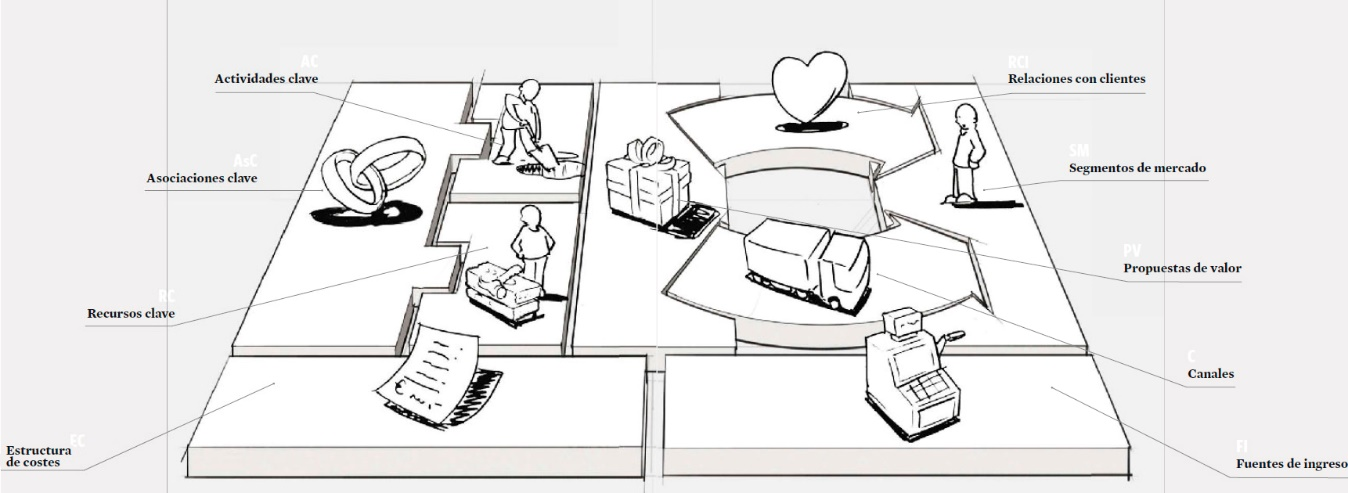 AC
Actividades clave
RCl
Relaciones con clientes
AsC
Asociaciones clave
SM
Segmentos de mercado
PV
Propuestas de valor
RC
Recursos clave
C
Canales
EC
Estructura
de costes
FI
Fuentes de ingreso